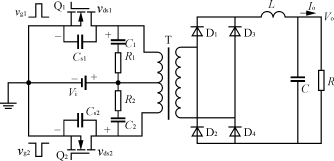 vg1
Q1
vds1
Cs1
C1
R1
Vi
R2
C2
Cs2
vg2
Q2
vds2
T
D1
D3
D2
D4
L
Io
Vo
C
R